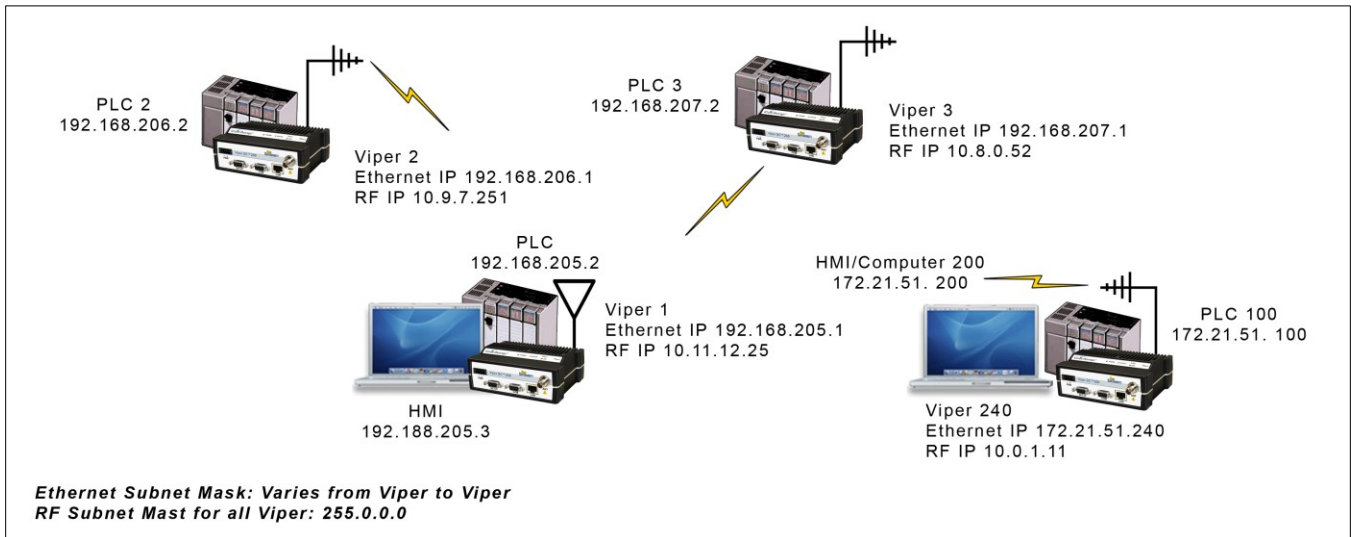 PLC 2
192.168.206.2
Viper 2
Ethernet IP 192.168.206.1
RF IP 10.9.7.251
PLC 3
192.168.207.2
Viper 3
Ethernet IP 192.168.207.1
RF IP 10.8.0.52
PLC
192.168.205.2
Viper 1
Ethernet IP 192.168.205.1
RF IP 10.11.12.25
HMI
192.188.205.3
HMI/Computer 200
172.21.51. 200
PLC 100
172.21.51. 100
Viper 240
Ethernet IP 172.21.51.240
RF IP 10.0.1.11
Ethernet Subnet Mask: Varies from Viper to Viper
RF Subnet Mast for all Viper: 255.0.0.0